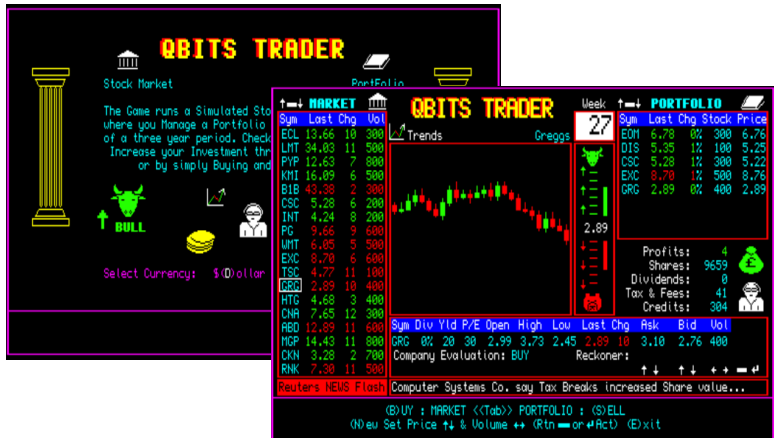 QBITS TRADER
Stock Market
PortFolio
The Game runs a Simulated Sto
where you Manage a Portfolio
of a three year period. Check
Increase your Investment thr
or by simply Buying and
BULL
Select Currency: $(D)ollar
MARKET
Sym Last Chg Vol
ECL 13.66 10 300
LMT 34.03 11 500
PYP 12.63 7 800
KMI 16.09 6 500
BIB 43.38 2 300
CSC 5.28 6 200
INT 4.24 8 200
PG 9.66 9 600
WMT 6.05 5 500
EXC 8.70 6 600
TSC 4.77 11 100
GRG 2.89 10 400
HTG 4.68 3 400
CNA 7.65 12 300
ABD 12.89 11 600
MGP 14.43 11 800
CKN 3.28 2 700
RNK 7.30 11 500
Reuters NEWS Flash
QBITS TRADER
Trends Greggs
Week
27
2.89
PORTFOLIO
Sym Last Chg Stock Price
EOM 6.78 0% 300 6.76
DIS 5.35 1% 100 5.25
CSC 5.28 1% 300 5.22
EXC 8.70 1% 500 8.76
GRG 2.89 0% 400 2.89
Profits: 4
Shares: 9659
Dividends: 0
Tax & Fees: 41
Credits: 304
Sym Div Yld P/E Open High Low Last Chg Ask Bid Vol
GRG 0% 20 30 2.99 3.73 2.45 2.89 10 3.10 2.76 400
Company Evaluation: BUY Reckoner:
↑↓ ↑↓ ←→ ▬↵
Computer Systems Co. say Tax Breaks increased Share value...
(B)UY : MARKET <<Tab>> PORTFOLIO : (S)ELL
(N)ew Set Price ↑↓ & Volume ↔ (Rtn ▬ or ↵Act) (E)xit